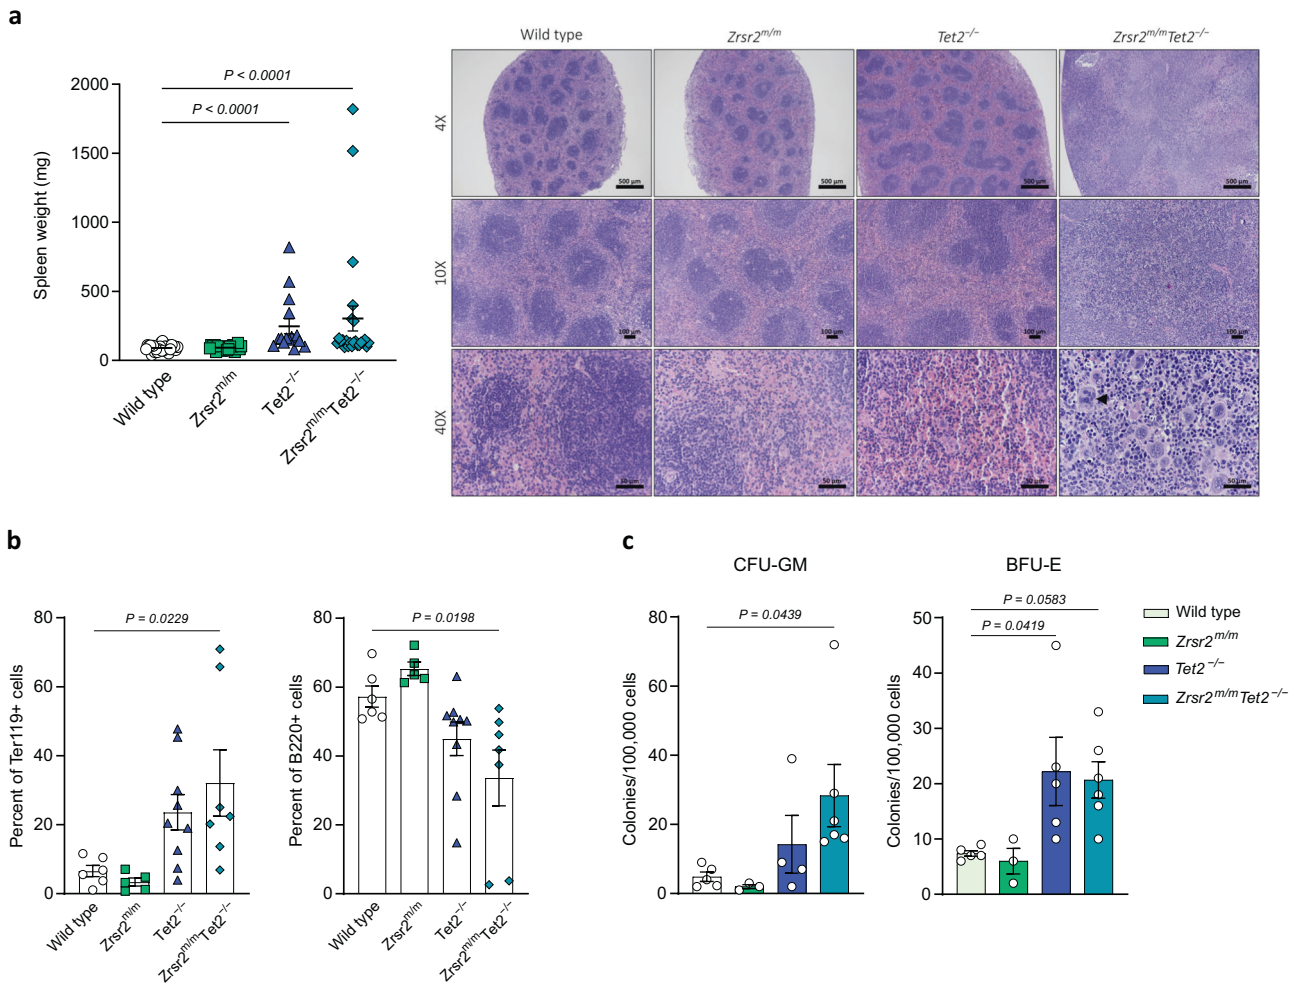 a
Wild type
Zrsr2m/m
Tet2−/−
Zrsr2m/mTet2−/−
P < 0.0001
P < 0.0001
Spleen weight (mg)
2000
1500
1000
500
0
Wild type
Zrsr2m/m
Tet2−/−
Zrsr2m/mTet2−/−
4X
500 µm
500 µm
500 µm
500 µm
10X
100 µm
100 µm
100 µm
100 µm
40X
50 µm
50 µm
50 µm
50 µm
b
P = 0.0229
Percent of Ter119+ cells
80
60
40
20
0
Wild type
Zrsr2m/m
Tet2−/−
Zrsr2m/mTet2−/−
P = 0.0198
Percent of B220+ cells
80
60
40
20
0
Wild type
Zrsr2m/m
Tet2−/−
Zrsr2m/mTet2−/−
c
CFU-GM
P = 0.0439
Colonies/100,000 cells
80
60
40
20
0
BFU-E
P = 0.0583
P = 0.0419
Colonies/100,000 cells
50
40
30
20
10
0
Wild type
Zrsr2m/m
Tet2−/−
Zrsr2m/mTet2−/−